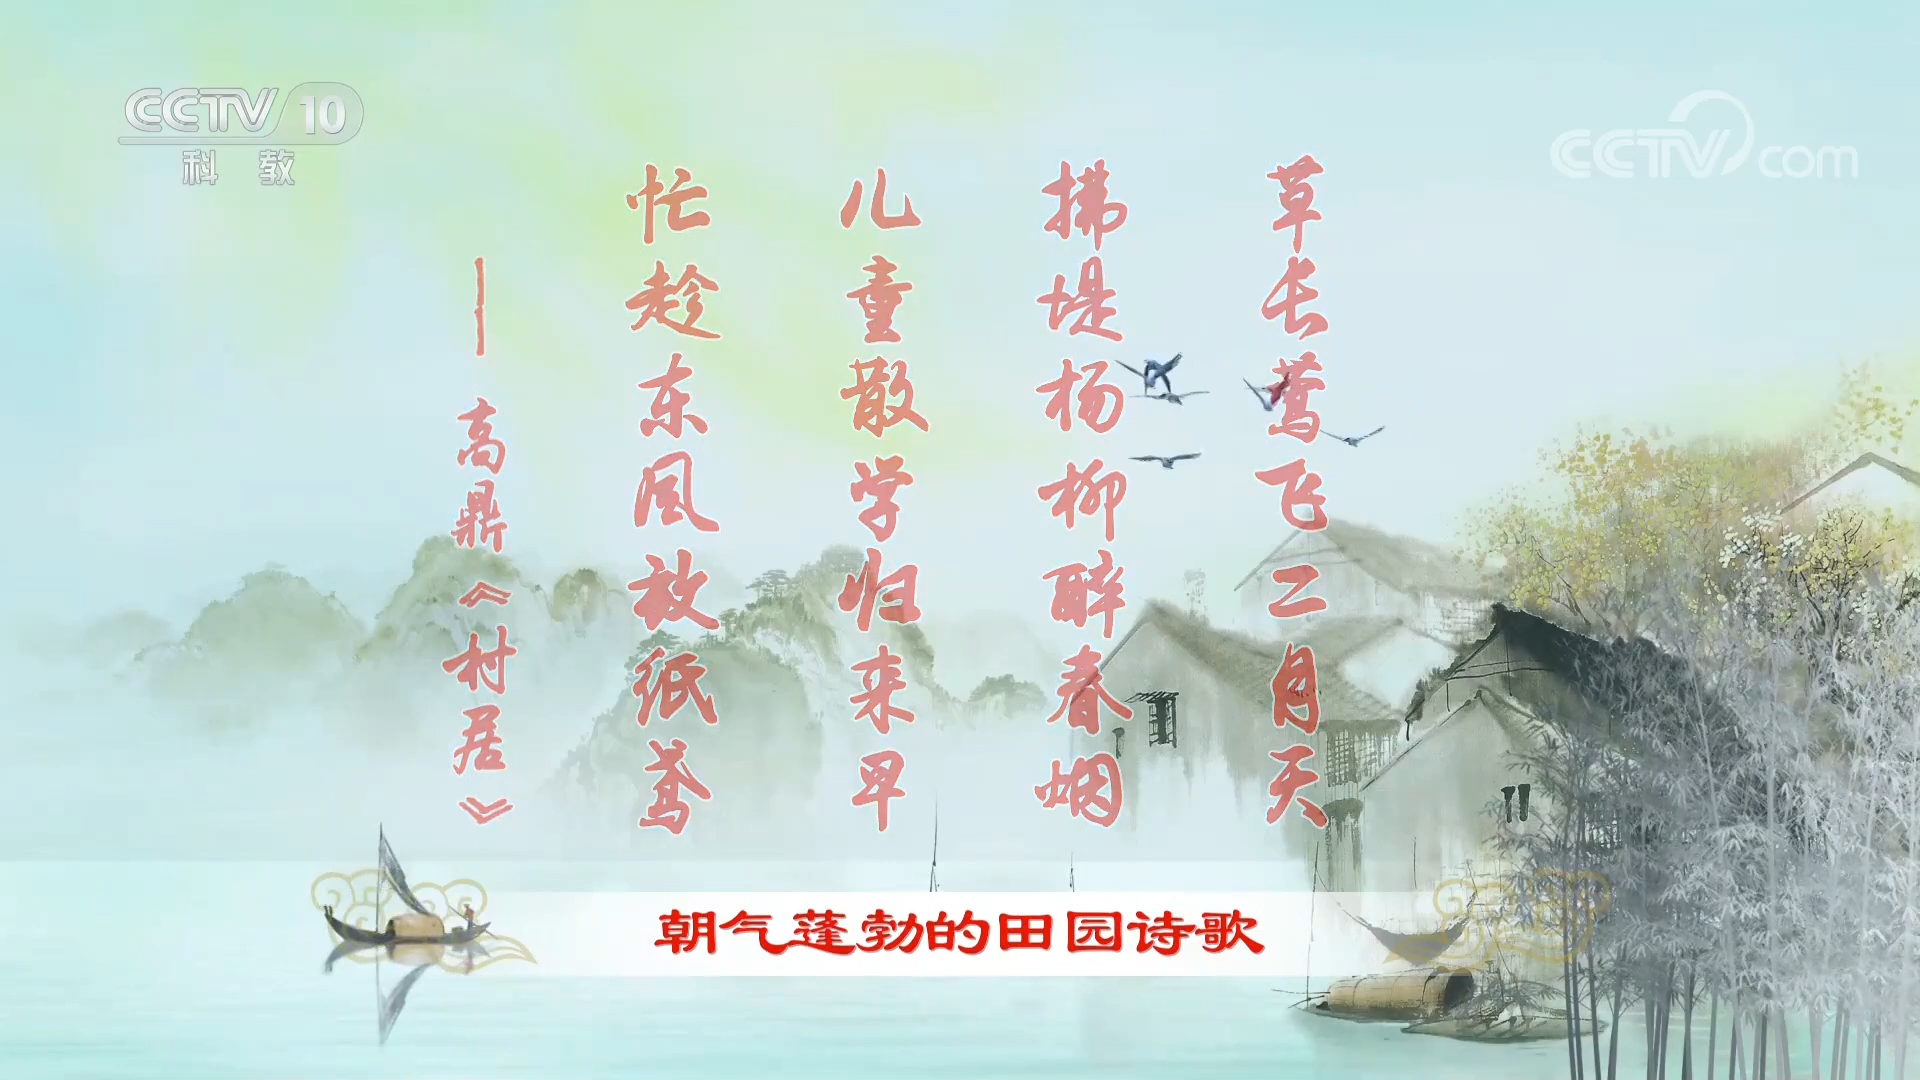 CCTV 10
科教
CCTV com
草长莺飞二月天
拂堤杨柳醉春烟
儿童散学归来早
忙趁东风放纸鸢
——高鼎《村居》
朝气蓬勃的田园诗歌